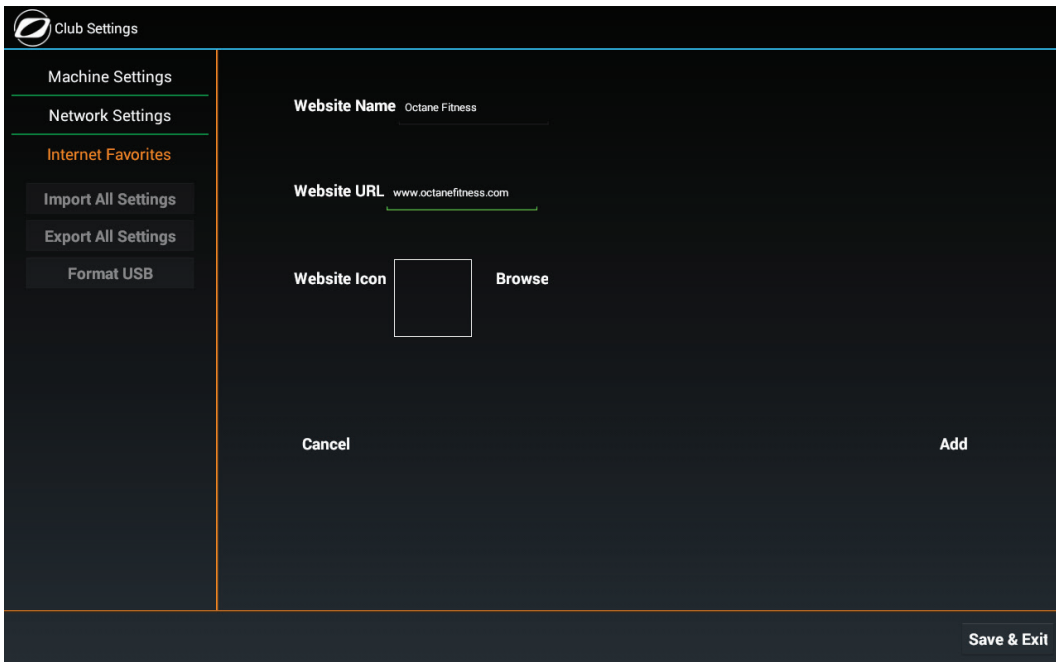 Club Settings
Machine Settings
Network Settings
Internet Favorites
Import All Settings
Export All Settings
Format USB
Website Name Octane Fitness
Website URL www.octanefitness.com
Website Icon Browse
Cancel Add
Save & Exit